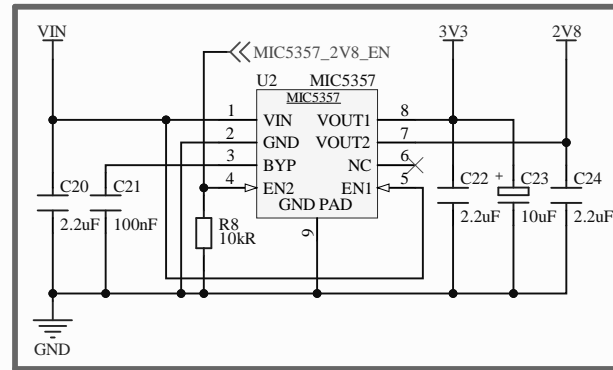 VIN 3V3 2V8
MIC5357_2V8_EN
U2 MIC5357
MIC5357
1 VIN VOUT1 8
2 GND VOUT2 7
3 BYP NC 6
4 EN2 EN1 5
GND PAD
9
C20 2.2uF
C21 100nF
R8 10kR
C22 2.2uF
+ C23 10uF
C24 2.2uF
GND